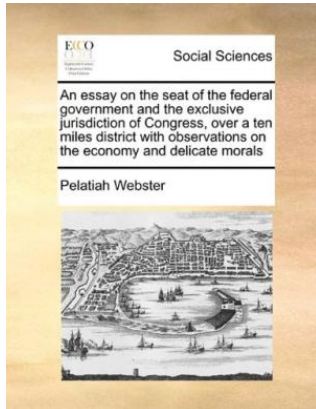 ECCO
Social Sciences
An essay on the seat of the federal
government and the exclusive
jurisdiction of Congress, over a ten
miles district with observations on
the economy and delicate morals
Pelatiah Webster